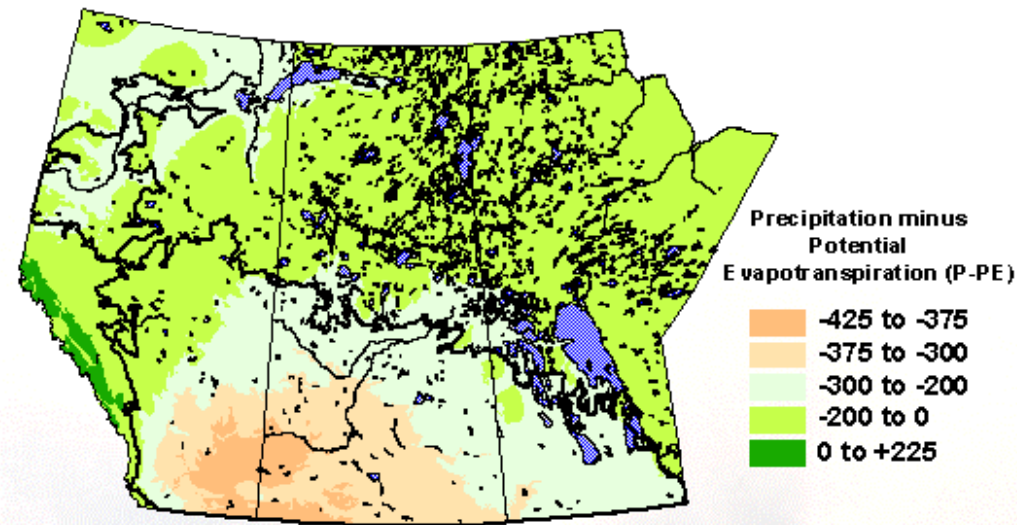 Precipitation minus
Potential
Evapotranspiration (P-PE)
-425 to -375
-375 to -300
-300 to -200
-200 to 0
0 to +225